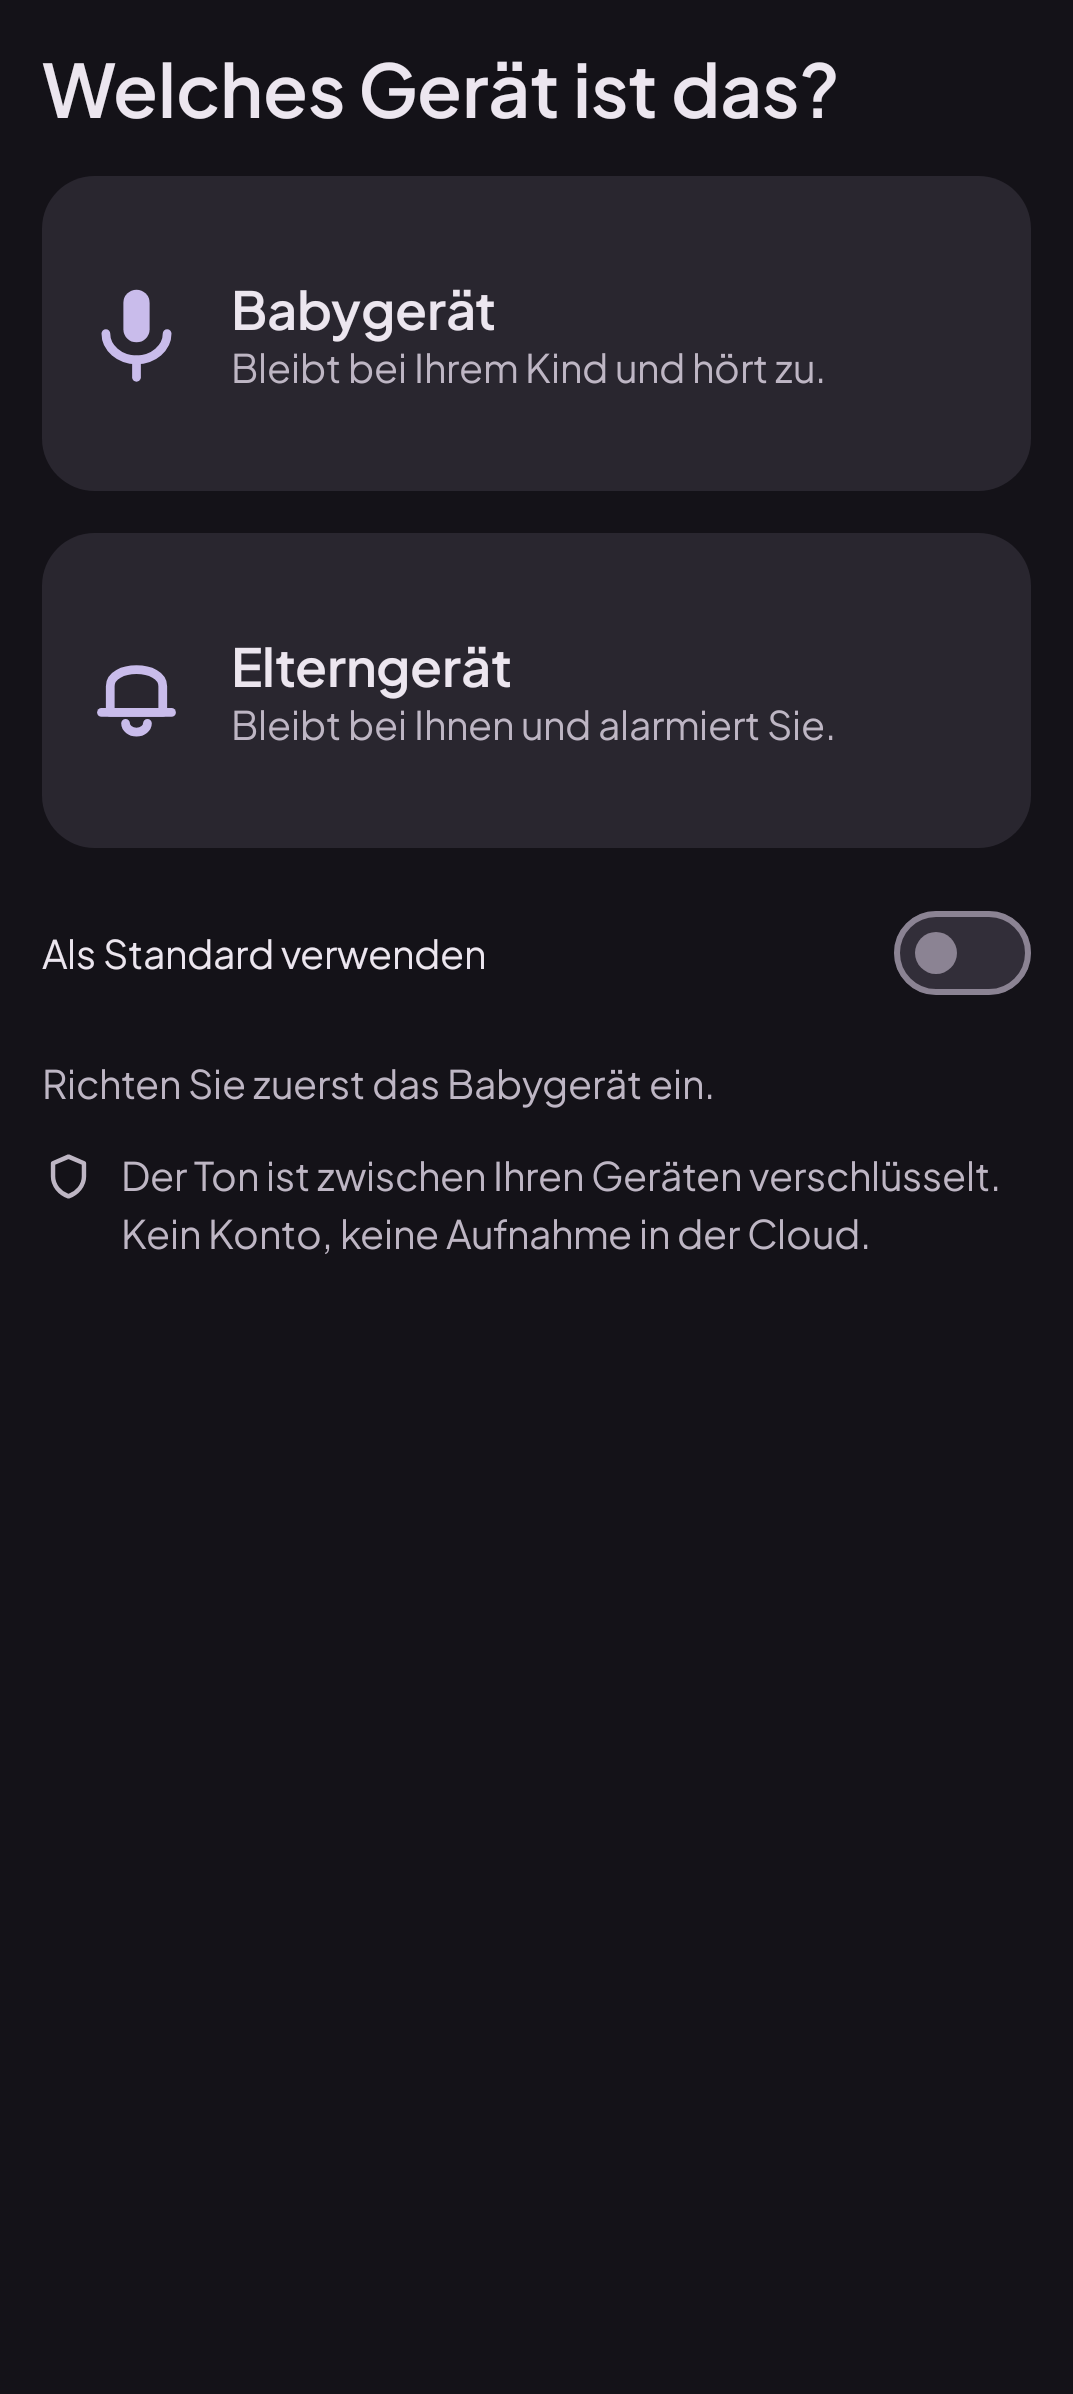 Welches Gerät ist das?
Babygerät
Bleibt bei Ihrem Kind und hört zu.
Elterngerät
Bleibt bei Ihnen und alarmiert Sie.
Als Standard verwenden
Richten Sie zuerst das Babygerät ein.
Der Ton ist zwischen Ihren Geräten verschlüsselt.
Kein Konto, keine Aufnahme in der Cloud.